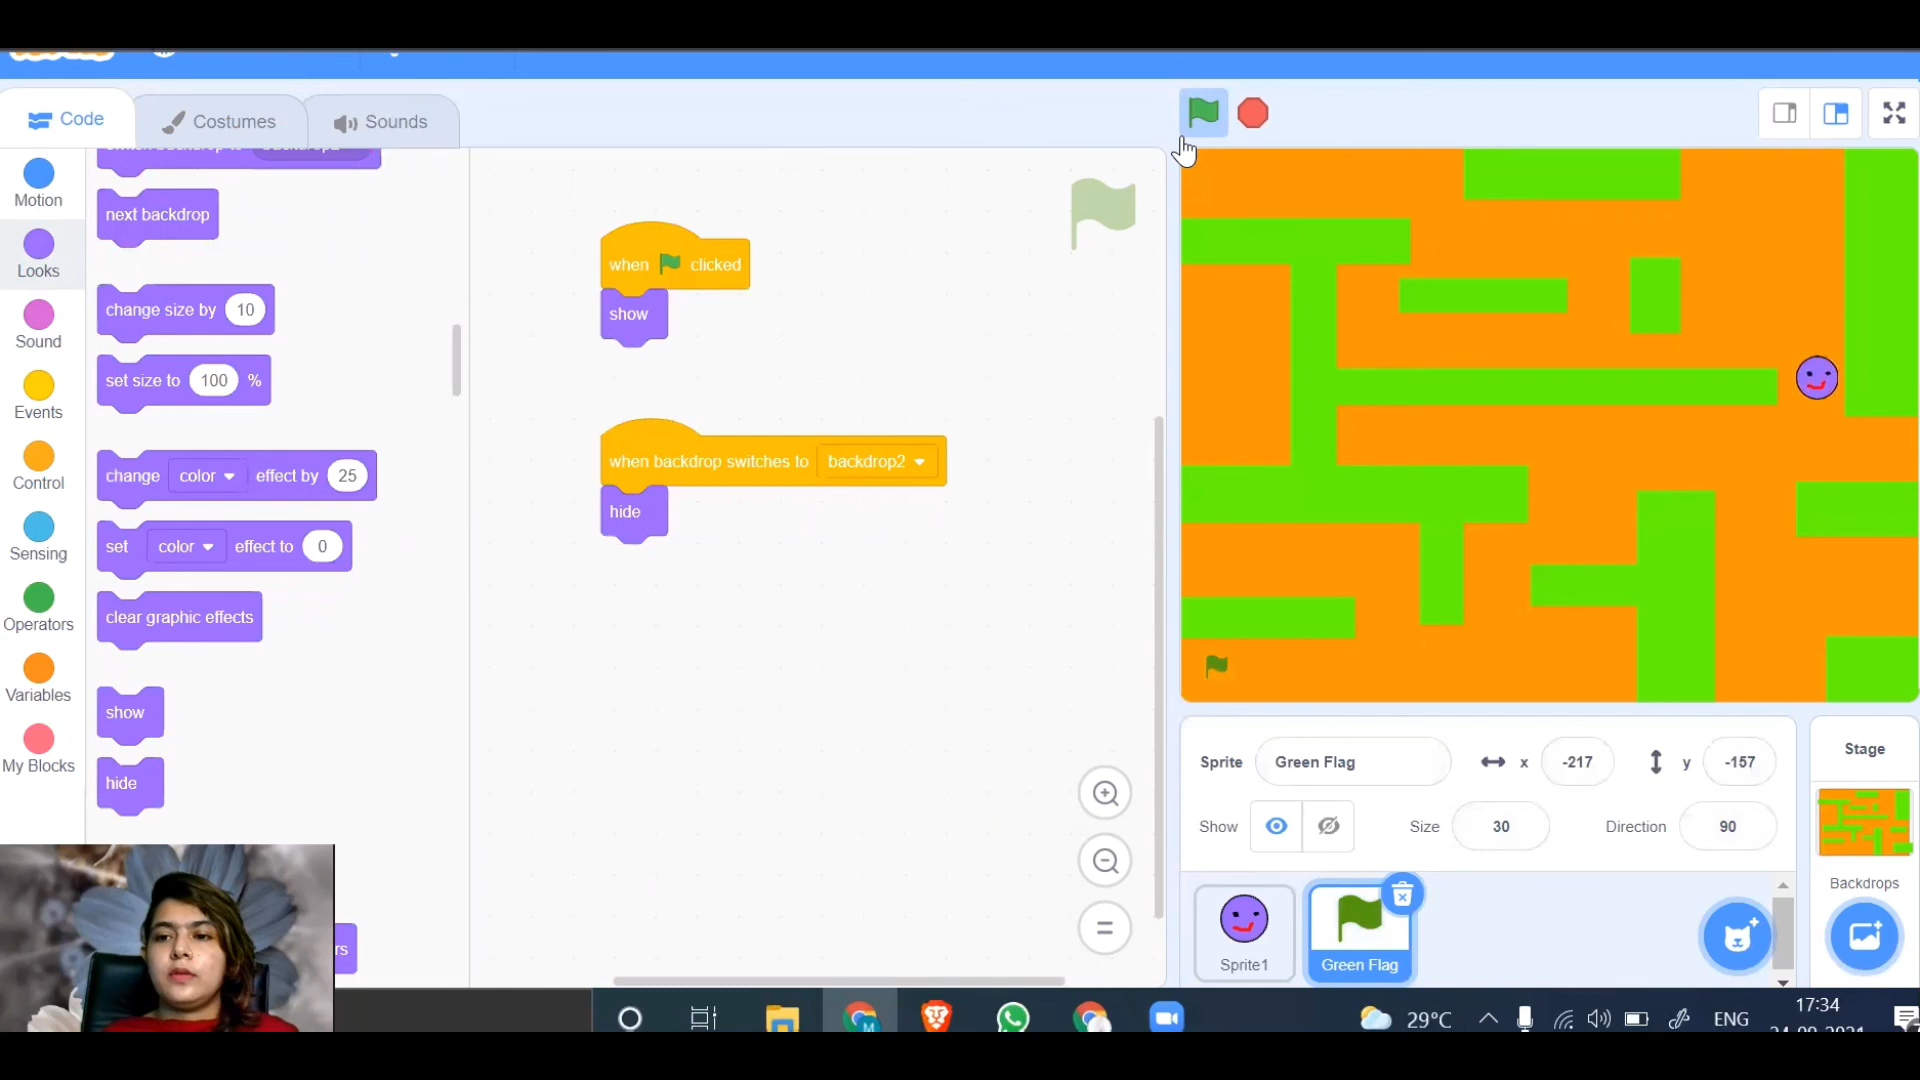 Code
Costumes
Sounds
Motion
Looks
Sound
Events
Control
Sensing
Operators
Variables
My Blocks
next backdrop
change size by 10
set size to 100 %
change color effect by 25
set color effect to 0
clear graphic effects
show
hide
when clicked
show
when backdrop switches to backdrop2
hide
Sprite Green Flag x -217 y -157
Show Size 30 Direction 90
Sprite1
Green Flag
Stage
Backdrops
29°C ENG 17:34